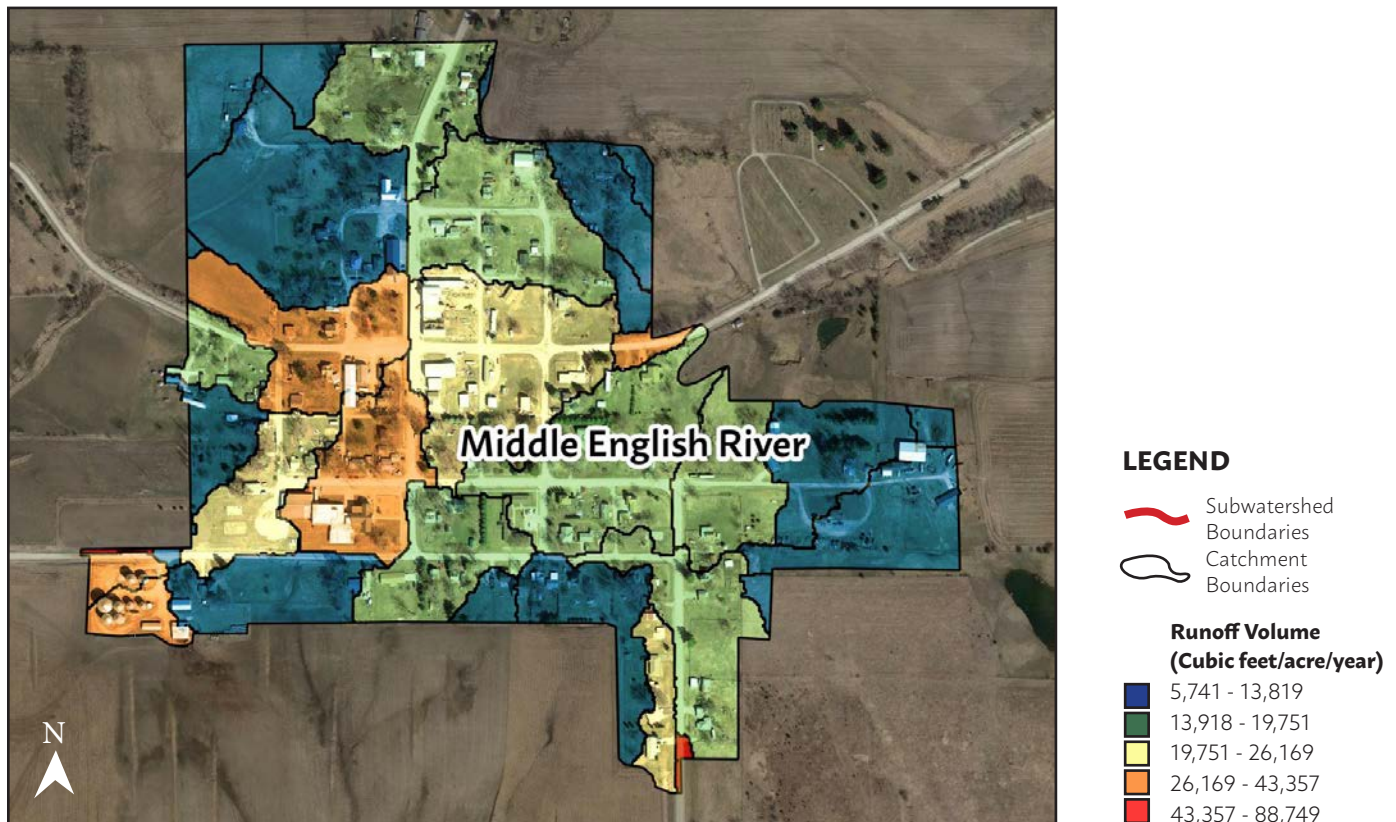 Middle English River
N
LEGEND
Subwatershed
Boundaries
Catchment
Boundaries
Runoff Volume
(Cubic feet/acre/year)
5,741 - 13,819
13,918 - 19,751
19,751 - 26,169
26,169 - 43,357
43,357 - 88,749